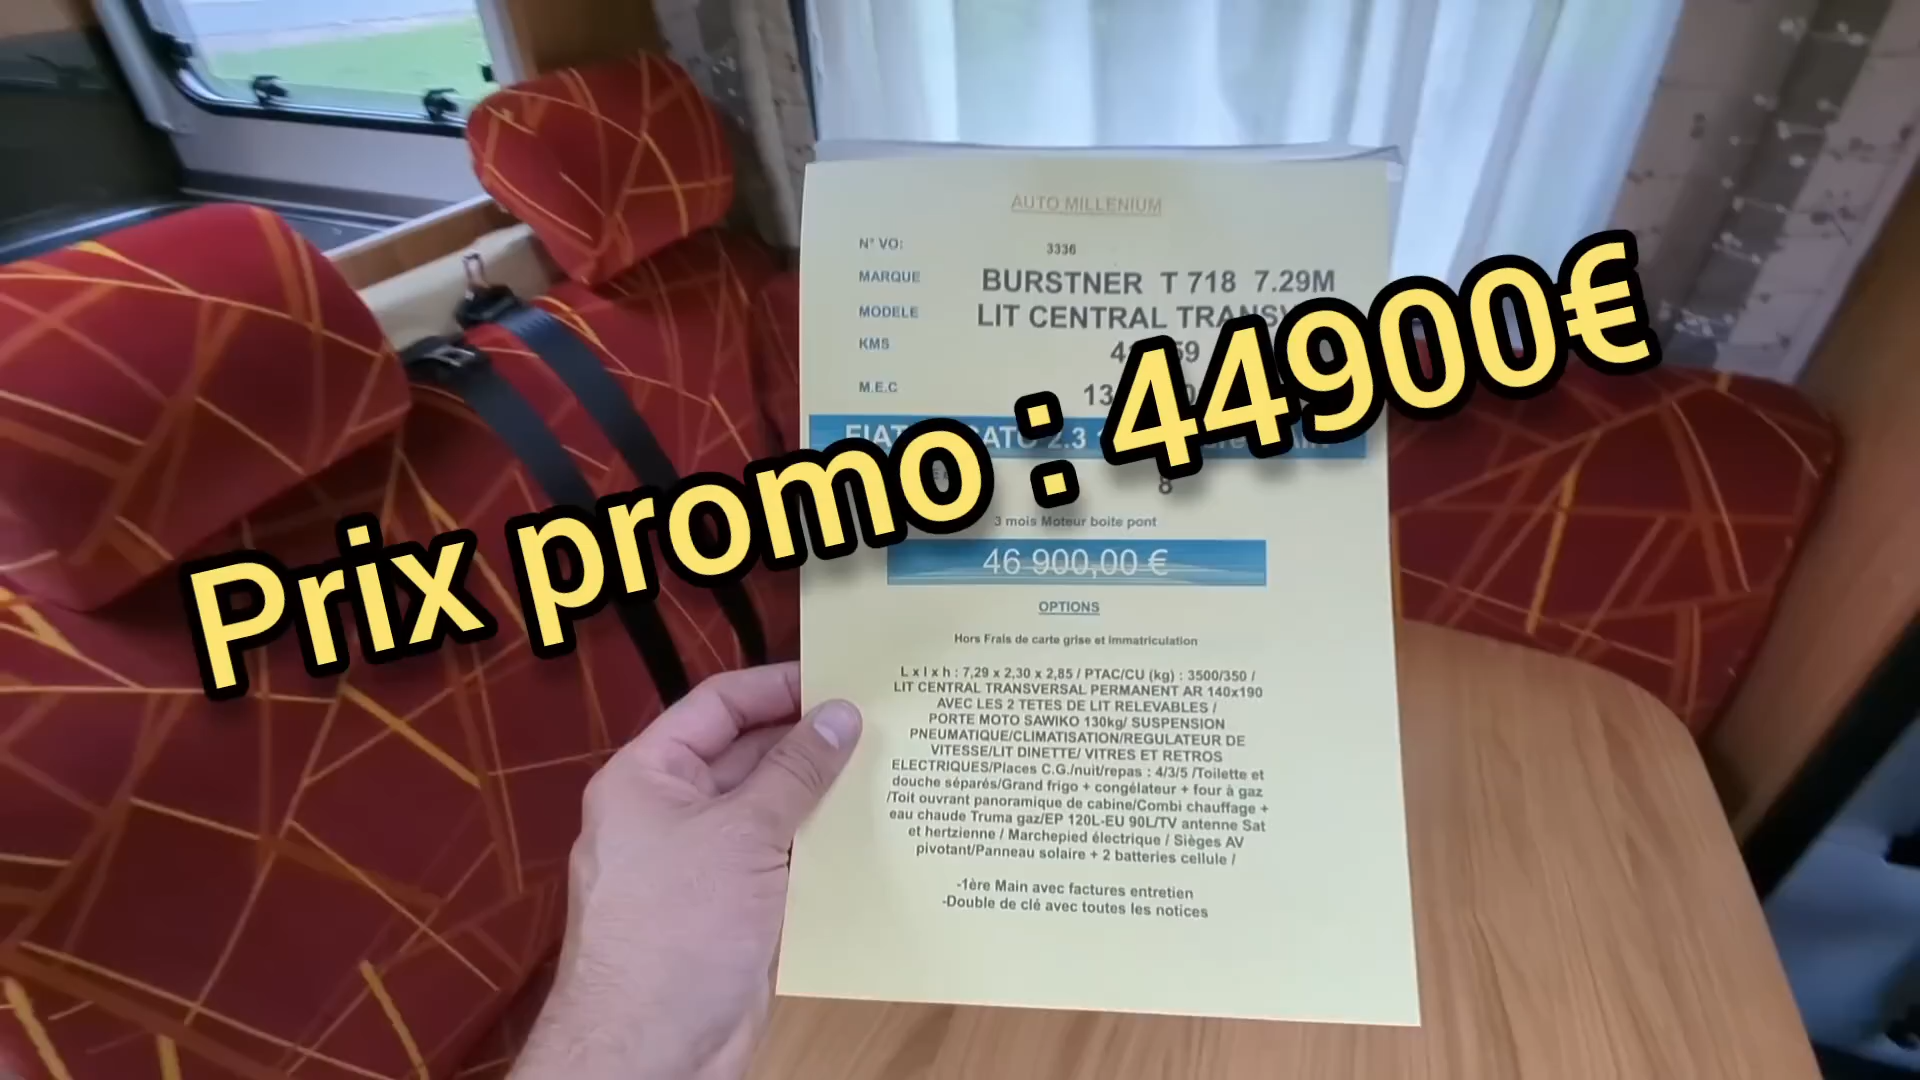 AUTO MILLENIUM
N° VO: 3336
MARQUE BURSTNER T 718 7.29M
MODELE LIT CENTRAL
KMS
M.E.C
2.3
8
Prix promo : 44900€
3 mois Moteur boite pont
46 900,00 €
OPTIONS
Hors Frais de carte grise et immatriculation
L x l x h : 7,29 x 2,30 x 2,85 / PTAC/CU (kg) : 3500/350 /
LIT CENTRAL TRANSVERSAL PERMANENT AR 140x190
AVEC LES 2 TETES DE LIT RELEVABLES /
PORTE MOTO SAWIKO 130kg/ SUSPENSION
PNEUMATIQUE/CLIMATISATION/REGULATEUR DE
VITESSE/LIT DINETTE/ VITRES ET RETROS
ELECTRIQUES/Places C.G./nuit/repas : 4/3/5 /Toilette et
douche séparés/Grand frigo + congélateur + four à gaz
/Toit ouvrant panoramique de cabine/Combi chauffage +
eau chaude Truma gaz/EP 120L-EU 90L/TV antenne Sat
et hertzienne / Marchepied électrique / Sièges AV
pivotant/Panneau solaire + 2 batteries cellule /
-1ère Main avec factures entretien
-Double de clé avec toutes les notices